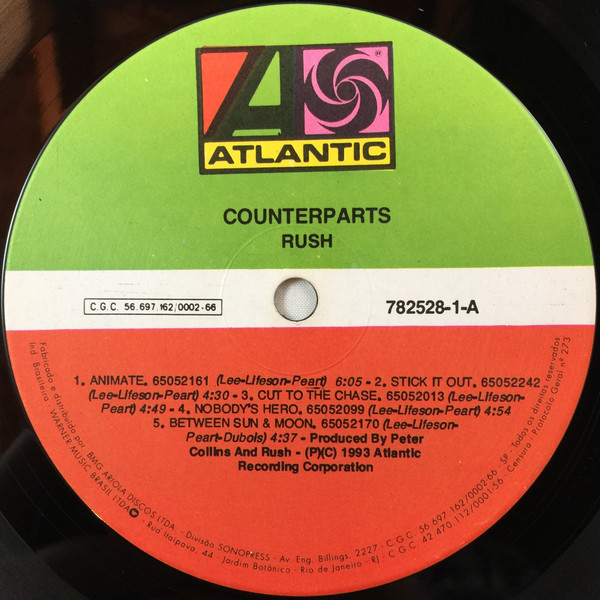 ®
ATLANTIC
COUNTERPARTS
RUSH
C.G.C. 56.697.162/0002-66
782528-1-A
1. ANIMATE. 65052161 (Lee-Lifeson-Peart) 6:05 - 2. STICK IT OUT. 65052242
(Lee-Lifeson-Peart) 4:30 - 3. CUT TO THE CHASE. 65052013 (Lee-Lifeson-
Peart) 4:49 - 4. NOBODY'S HERO. 65052099 (Lee-Lifeson-Peart) 4:54
5. BETWEEN SUN & MOON. 65052170 (Lee-Lifeson-
Peart-Dubois) 4:37 - Produced By Peter
Collins And Rush - (P)(C) 1993 Atlantic
Recording Corporation
Fabricado e distribuído por, BMG ARIOLA DISCOS LTDA. - Divisão SONOPRESS - Av. Eng. Billings, 2227 - C.G.C. 56 697 162/0002-66 - SP - Todos os direitos reservados
Ind. Brasileira - WARNER MUSIC BRASIL LTDA - Rua Itaipava, 44 - Jardim Botânico - Rio de Janeiro - RJ - C.G.C. 42 470 112/0001-56 - Censura - Protocolo Geral nº 273